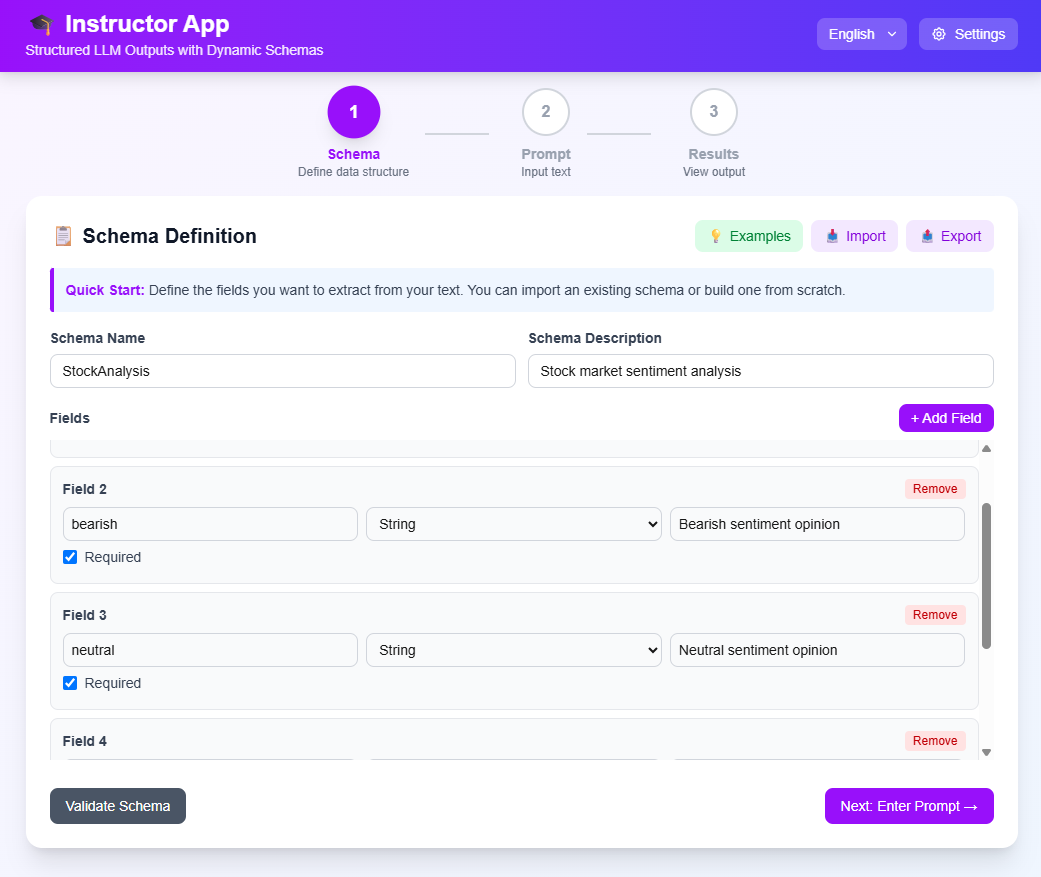 Instructor App
Structured LLM Outputs with Dynamic Schemas
English
Settings
1
Schema
Define data structure
2
Prompt
Input text
3
Results
View output
Schema Definition
Examples
Import
Export
Quick Start: Define the fields you want to extract from your text. You can import an existing schema or build one from scratch.
Schema Name
Schema Description
StockAnalysis
Stock market sentiment analysis
Fields
+ Add Field
Field 2
Remove
bearish
String
Bearish sentiment opinion
Required
Field 3
Remove
neutral
String
Neutral sentiment opinion
Required
Field 4
Remove
Validate Schema
Next: Enter Prompt →